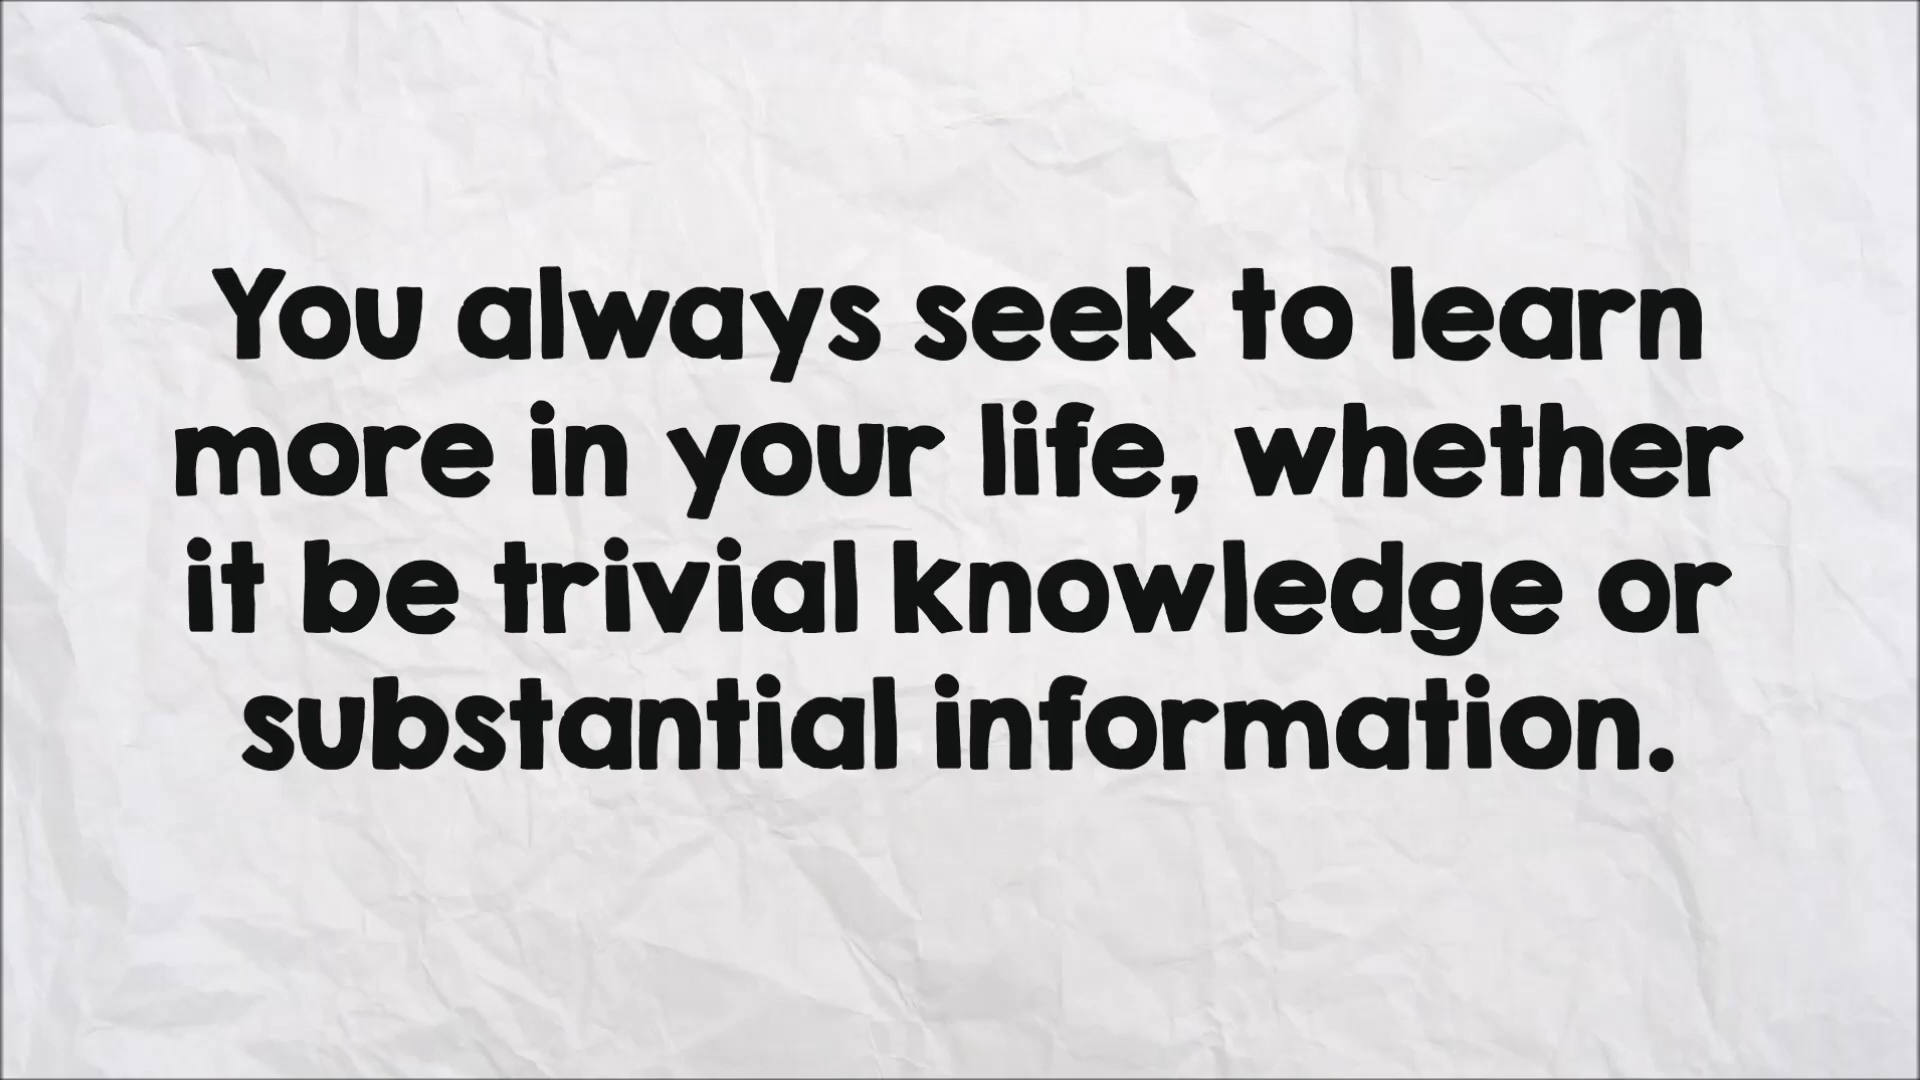 You always seek to learn
more in your life, whether
it be trivial knowledge or
substantial information.